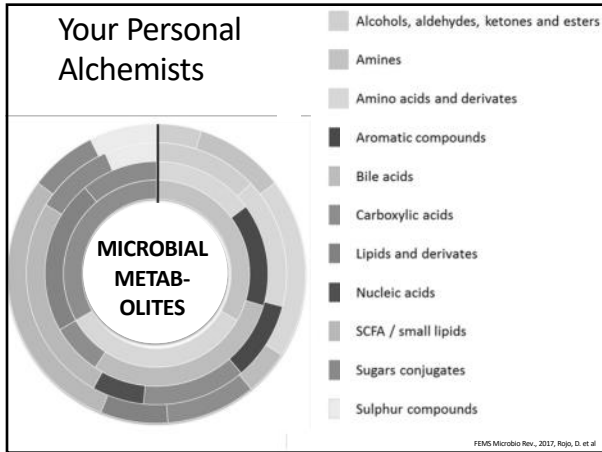 Your Personal
Alchemists
MICROBIAL
METAB-
OLITES
Alcohols, aldehydes, ketones and esters
Amines
Amino acids and derivates
Aromatic compounds
Bile acids
Carboxylic acids
Lipids and derivates
Nucleic acids
SCFA / small lipids
Sugars conjugates
Sulphur compounds
FEMS Microbio Rev., 2017, Rojo, D. et al